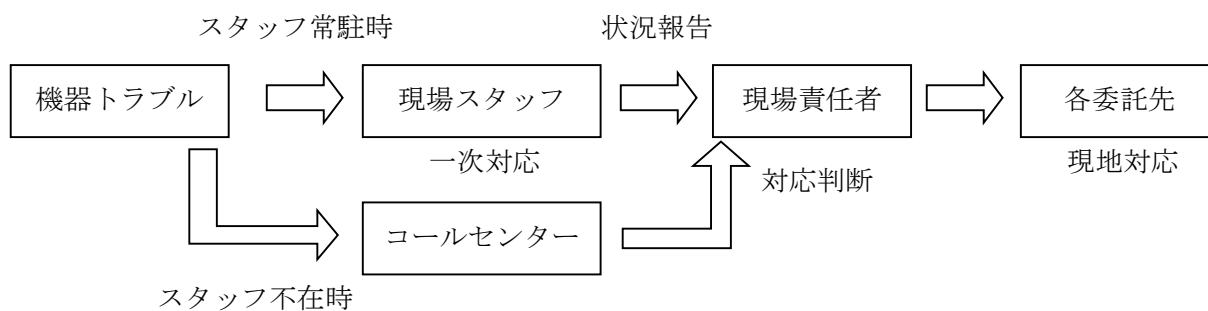 スタッフ常駐時
状況報告
機器トラブル
現場スタッフ
現場責任者
各委託先
一次対応
現地対応
対応判断
コールセンター
スタッフ不在時